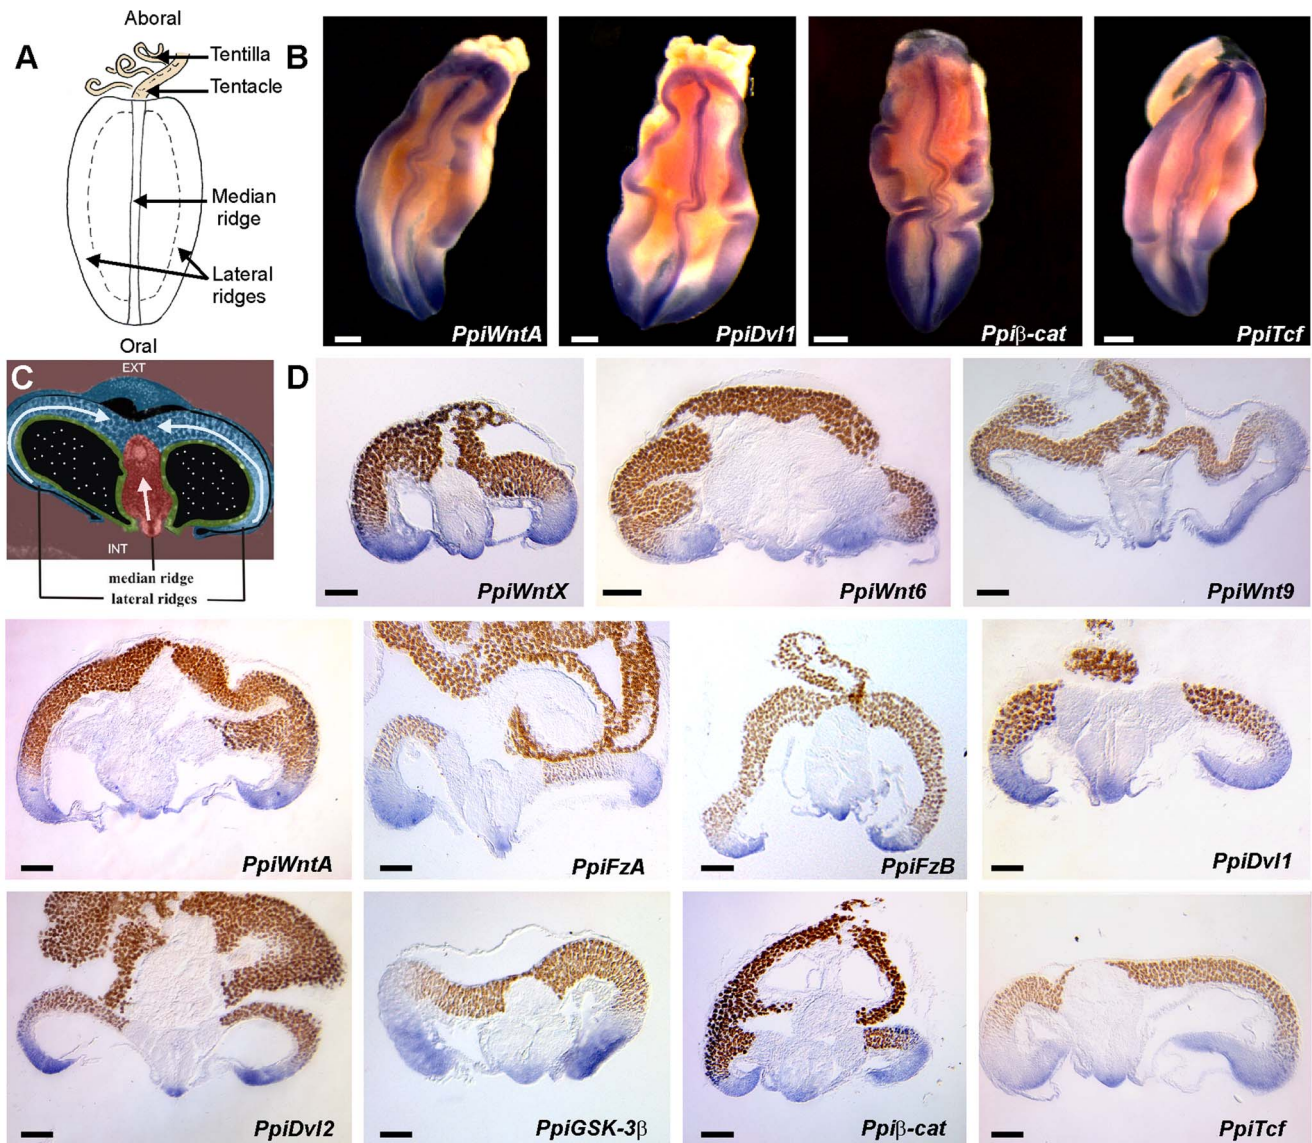 Aboral
A
Tentilla
Tentacle
Median
ridge
Lateral
ridges
Oral
B
PpiWntA
PpiDvl1
Ppiβ-cat
PpiTcf
C
EXT
INT
median ridge
lateral ridges
D
PpiWntX
PpiWnt6
PpiWnt9
PpiWntA
PpiFzA
PpiFzB
PpiDvl1
PpiDvl2
PpiGSK-3β
Ppiβ-cat
PpiTcf